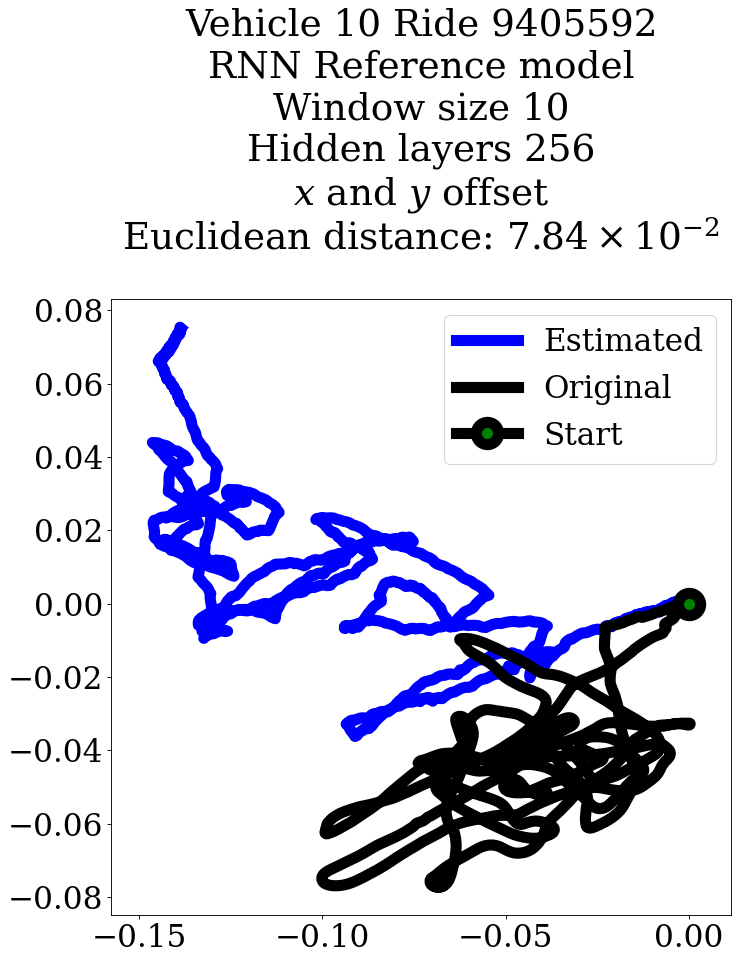 Vehicle 10 Ride 9405592
RNN Reference model
Window size 10
Hidden layers 256
x and y offset
Euclidean distance: 7.84 × 10⁻²
0.08
0.06
0.04
0.02
0.00
−0.02
−0.04
−0.06
−0.08
Estimated
Original
Start
−0.15
−0.10
−0.05
0.00